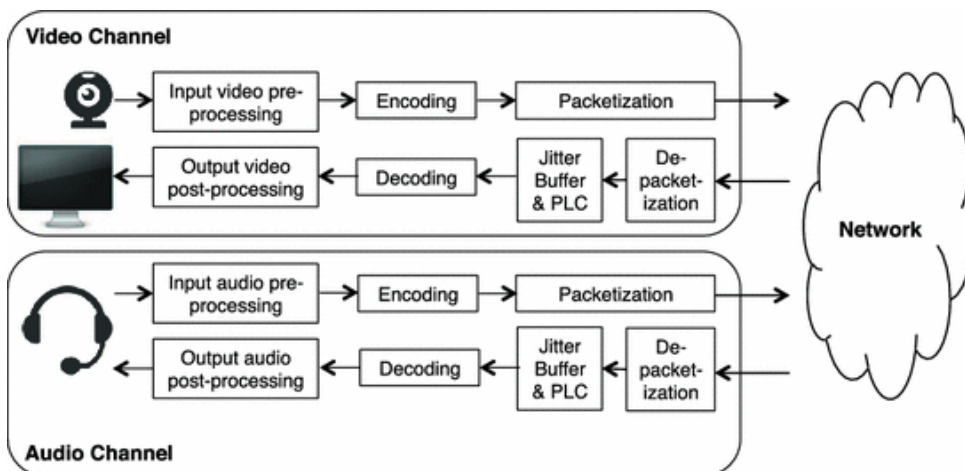 Video Channel
Input video pre-
processing
Encoding
Packetization
Output video
post-processing
Decoding
Jitter
Buffer
& PLC
De-
packet-
ization
Network
Input audio pre-
processing
Encoding
Packetization
Output audio
post-processing
Decoding
Jitter
Buffer
& PLC
De-
packet-
ization
Audio Channel